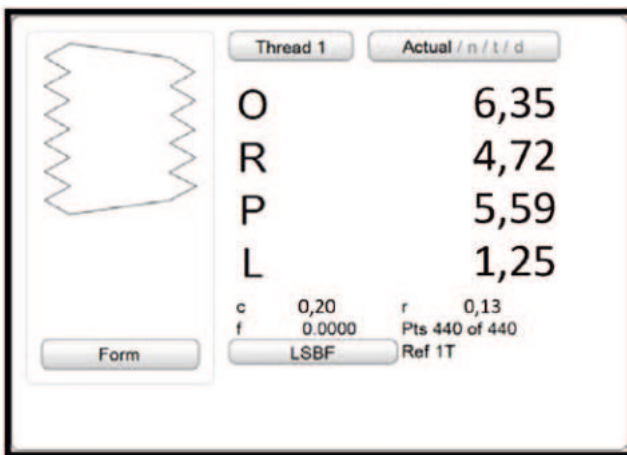 Thread 1 Actual / n / t / d
O 6,35
R 4,72
P 5,59
L 1,25
c 0,20 r 0,13
f 0.0000 Pts 440 of 440
Form LSBF Ref 1T